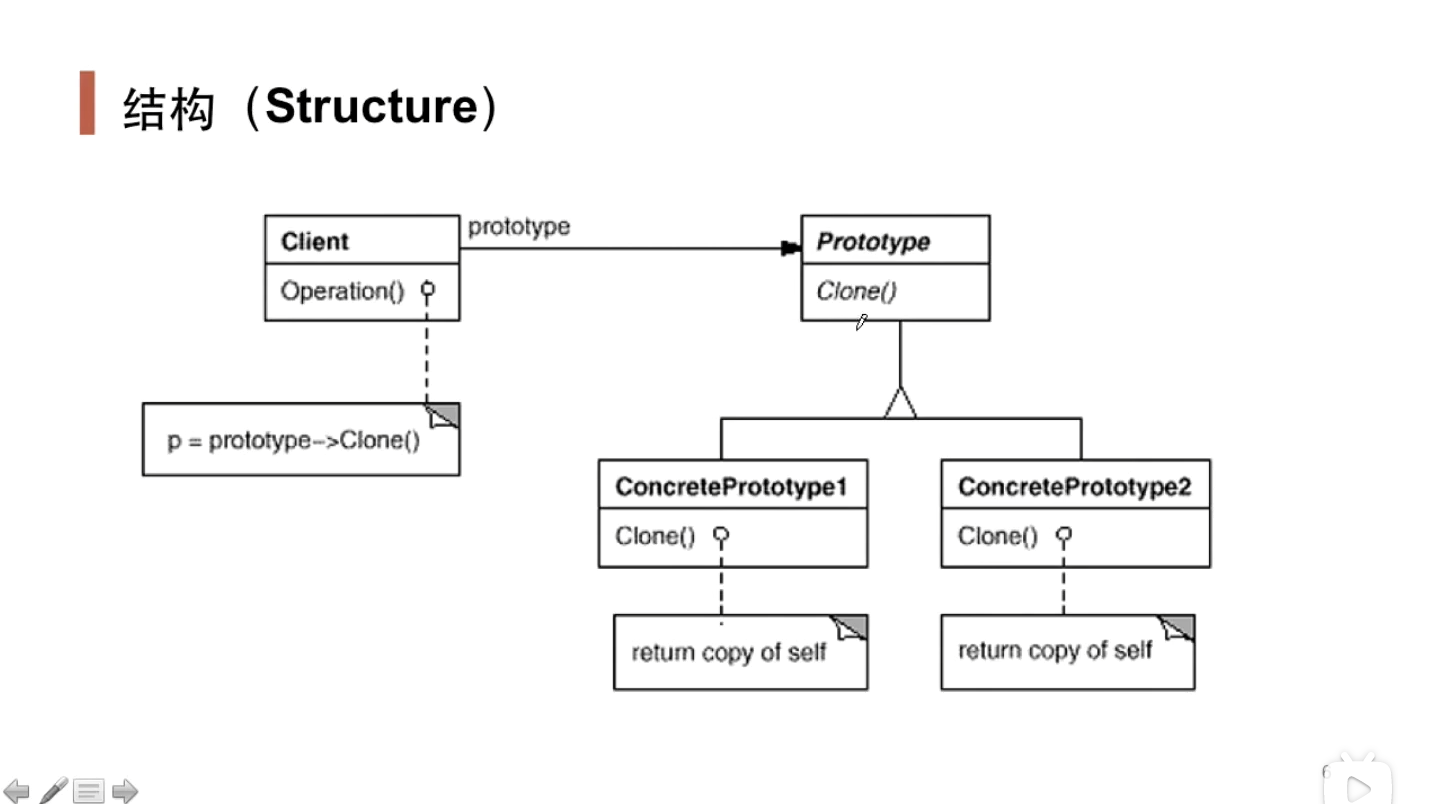 结构（Structure）
prototype
Client
Prototype
Operation()
Clone()
p = prototype->Clone()
ConcretePrototype1
ConcretePrototype2
Clone()
Clone()
return copy of self
return copy of self
6